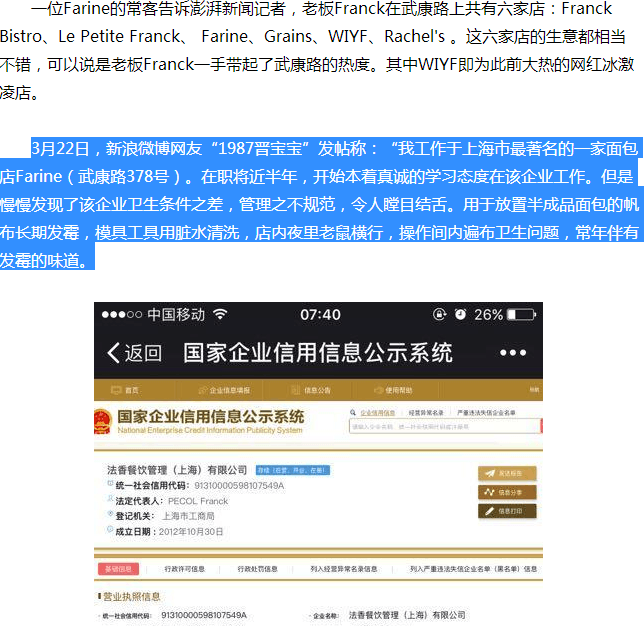 一位Farine的常客告诉澎湃新闻记者，老板Franck在武康路上共有六家店：Franck
Bistro、Le Petite Franck、 Farine、Grains、WIYF、Rachel's 。这六家店的生意都相当
不错，可以说是老板Franck一手带起了武康路的热度。其中WIYF即为此前大热的网红冰激
凌店。
3月22日，新浪微博网友“1987晋宝宝”发帖称：“我工作于上海市最著名的一家面包
店Farine（武康路378号）。在职将近半年，开始本着真诚的学习态度在该企业工作。但是
慢慢发现了该企业卫生条件之差，管理之不规范，令人瞠目结舌。用于放置半成品面包的帆
布长期发霉，模具工具用脏水清洗，店内夜里老鼠横行，操作间内遍布卫生问题，常年伴有
发霉的味道。
中国移动 07:40 26%
返回 国家企业信用信息公示系统
首页 企业信息填报 信息公告 使用帮助
国家企业信用信息公示系统
National Enterprise Credit Information Publicity System
企业信用信息 经营异常名录 严重违法失信企业名单
请输入企业名称、统一社会信用代码或注册号
法香餐饮管理（上海）有限公司 存续（在营、开业、在册）
统一社会信用代码： 91310000598107549A
法定代表人： PECOL Franck
登记机关： 上海市工商局
成立日期：2012年10月30日
发送报告
信息分享
信息打印
基础信息 行政许可信息 行政处罚信息 列入经营异常名录信息 列入严重违法失信企业名单（黑名单）信息
营业执照信息
· 统一社会信用代码： 91310000598107549A · 企业名称： 法香餐饮管理（上海）有限公司